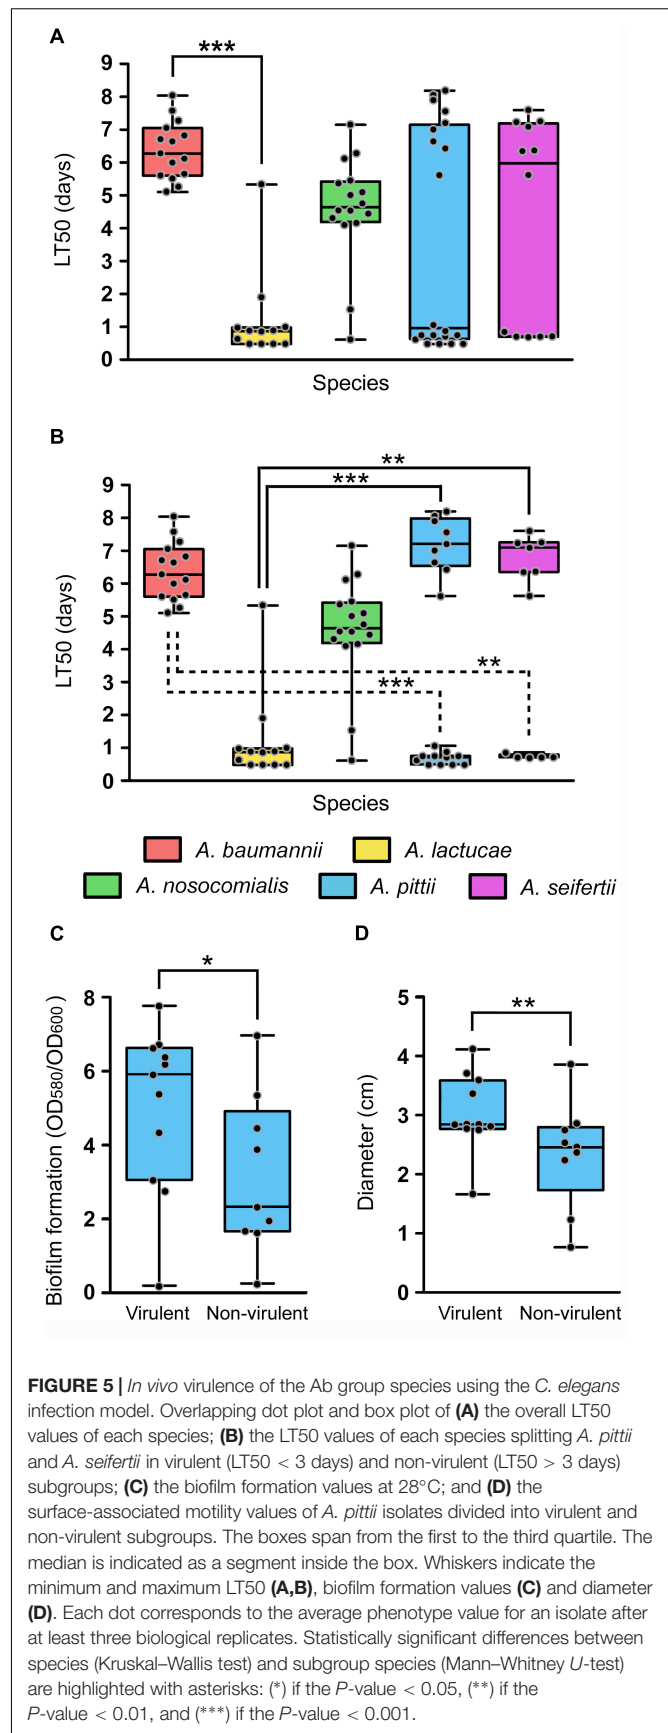 A
***
9
8
7
6
5
4
3
2
1
0
LT50 (days)
Species
B
**
***
9
8
7
6
5
4
3
2
1
0
LT50 (days)
**
***
Species
A. baumannii A. lactucae
A. nosocomialis A. pittii A. seifertii
C
*
8
6
4
2
0
Biofilm formation (OD580/OD600)
Virulent Non-virulent
D
**
5
4
3
2
1
0
Diameter (cm)
Virulent Non-virulent
FIGURE 5 | In vivo virulence of the Ab group species using the C. elegans
infection model. Overlapping dot plot and box plot of (A) the overall LT50
values of each species; (B) the LT50 values of each species splitting A. pittii
and A. seifertii in virulent (LT50 < 3 days) and non-virulent (LT50 > 3 days)
subgroups; (C) the biofilm formation values at 28°C; and (D) the
surface-associated motility values of A. pittii isolates divided into virulent and
non-virulent subgroups. The boxes span from the first to the third quartile. The
median is indicated as a segment inside the box. Whiskers indicate the
minimum and maximum LT50 (A,B), biofilm formation values (C) and diameter
(D). Each dot corresponds to the average phenotype value for an isolate after
at least three biological replicates. Statistically significant differences between
species (Kruskal–Wallis test) and subgroup species (Mann–Whitney U-test)
are highlighted with asterisks: (*) if the P-value < 0.05, (**) if the
P-value < 0.01, and (***) if the P-value < 0.001.